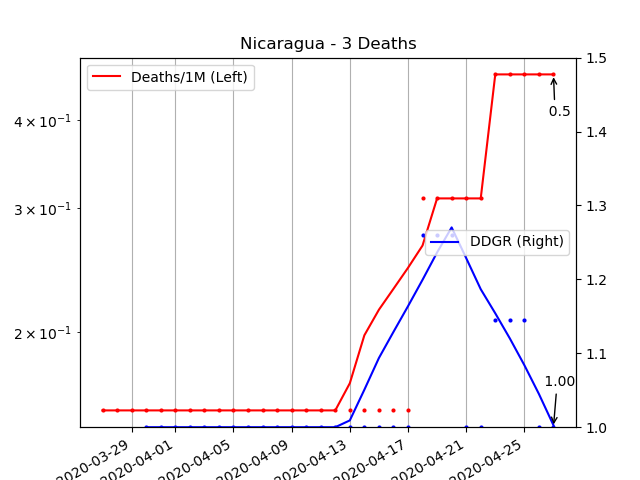 Nicaragua - 3 Deaths
Deaths/1M (Left)
DDGR (Right)
4 × 10⁻¹
3 × 10⁻¹
2 × 10⁻¹
1.5
1.4
1.3
1.2
1.1
1.0
0.5
1.00
2020-03-29
2020-04-01
2020-04-05
2020-04-09
2020-04-13
2020-04-17
2020-04-21
2020-04-25